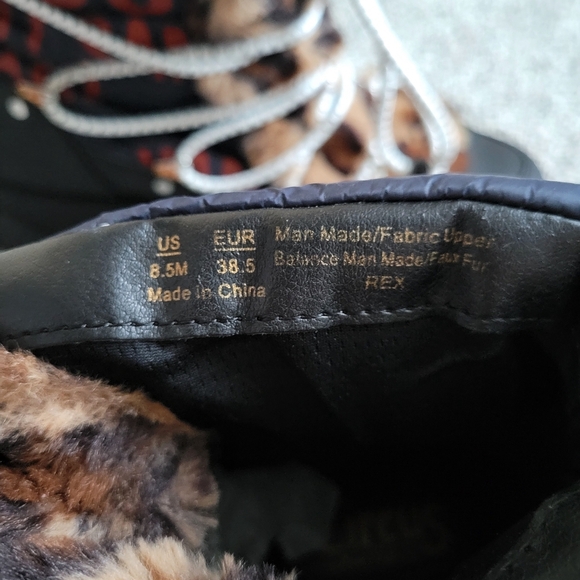 US EUR Man Made/Fabric Upper
8.5M 38.5 Balance Man Made/Faux Fur
Made in China REX